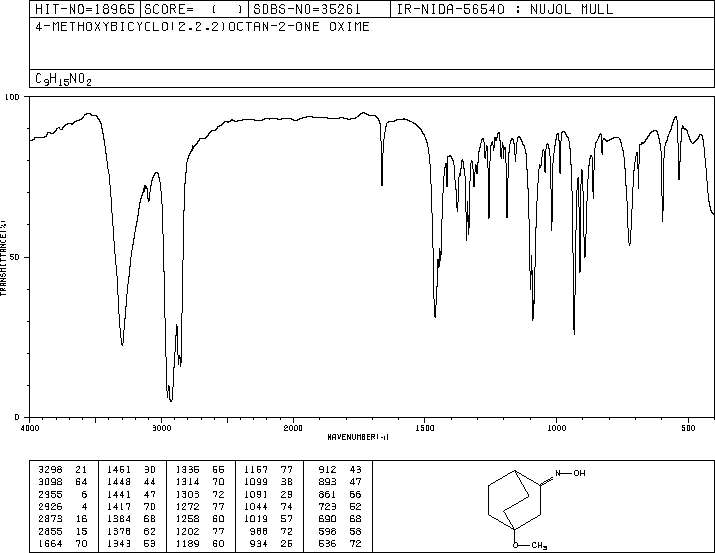 HIT-NO=18965 SCORE= ( ) SDBS-NO=35261 IR-NIDA-56540 : NUJOL MULL
4-METHOXYBICYCLO(2.2.2)OCTAN-2-ONE OXIME
C9H15NO2
100
50
0
TRANSMITTANCE(%)
4000 3000 2000 1500 1000 500
WAVENUMBER(-1)
3298 21 1461 30 1336 66 1167 77 912 43
3098 64 1448 44 1314 70 1099 38 893 47
2955 6 1441 47 1303 72 1091 29 861 66
2926 4 1417 70 1272 77 1044 74 723 52
2873 16 1384 68 1258 60 1019 57 690 68
2855 15 1378 62 1202 77 988 72 598 58
1664 70 1343 53 1189 60 934 25 536 72
N—OH
O—CH3